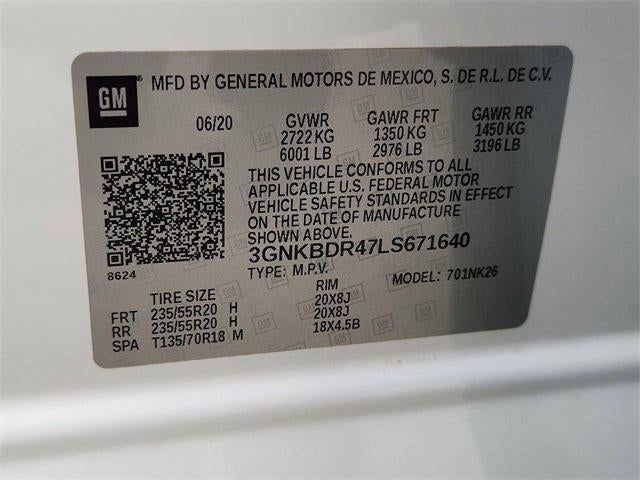 GM
MFD BY GENERAL MOTORS DE MEXICO, S. DE R.L. DE C.V.
06/20 GVWR GAWR FRT GAWR RR
2722 KG 1350 KG 1450 KG
6001 LB 2976 LB 3196 LB
THIS VEHICLE CONFORMS TO ALL
APPLICABLE U.S. FEDERAL MOTOR
VEHICLE SAFETY STANDARDS IN EFFECT
ON THE DATE OF MANUFACTURE
SHOWN ABOVE.
3GNKBDR47LS671640
8624
TYPE: M.P.V. MODEL: 701NK26
TIRE SIZE RIM
FRT 235/55R20 H 20X8J
RR 235/55R20 H 20X8J
SPA T135/70R18 M 18X4.5B